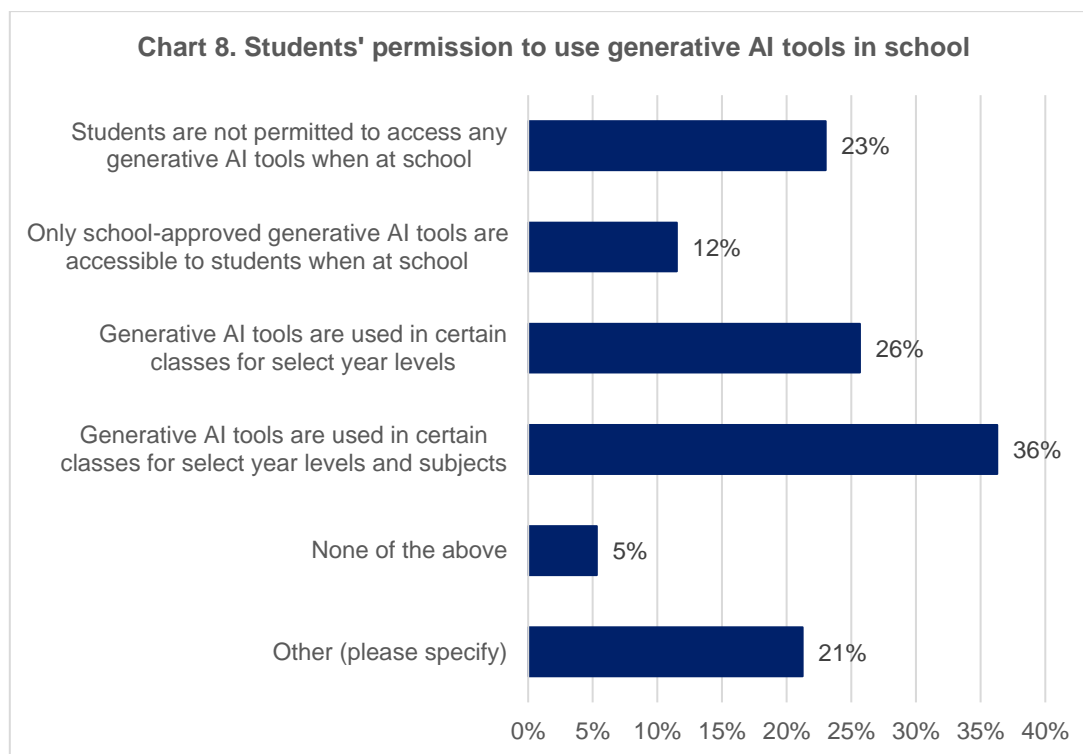 Chart 8. Students' permission to use generative AI tools in school
Students are not permitted to access any
generative AI tools when at school
23%
Only school-approved generative AI tools are
accessible to students when at school
12%
Generative AI tools are used in certain
classes for select year levels
26%
Generative AI tools are used in certain
classes for select year levels and subjects
36%
None of the above
5%
Other (please specify)
21%
0% 5% 10% 15% 20% 25% 30% 35% 40%